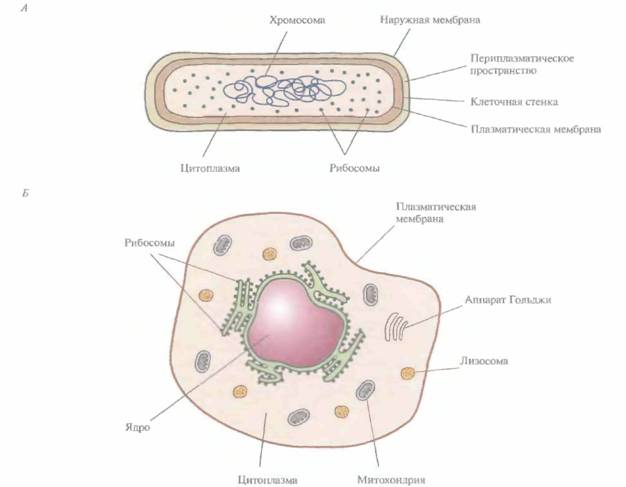 А
Хромосома
Наружная мембрана
Периплазматическое
пространство
Клеточная стенка
Плазматическая мембрана
Цитоплазма
Рибосомы
Б
Плазматическая
мембрана
Рибосомы
Аппарат Гольджи
Лизосома
Ядро
Цитоплазма
Митохондрия